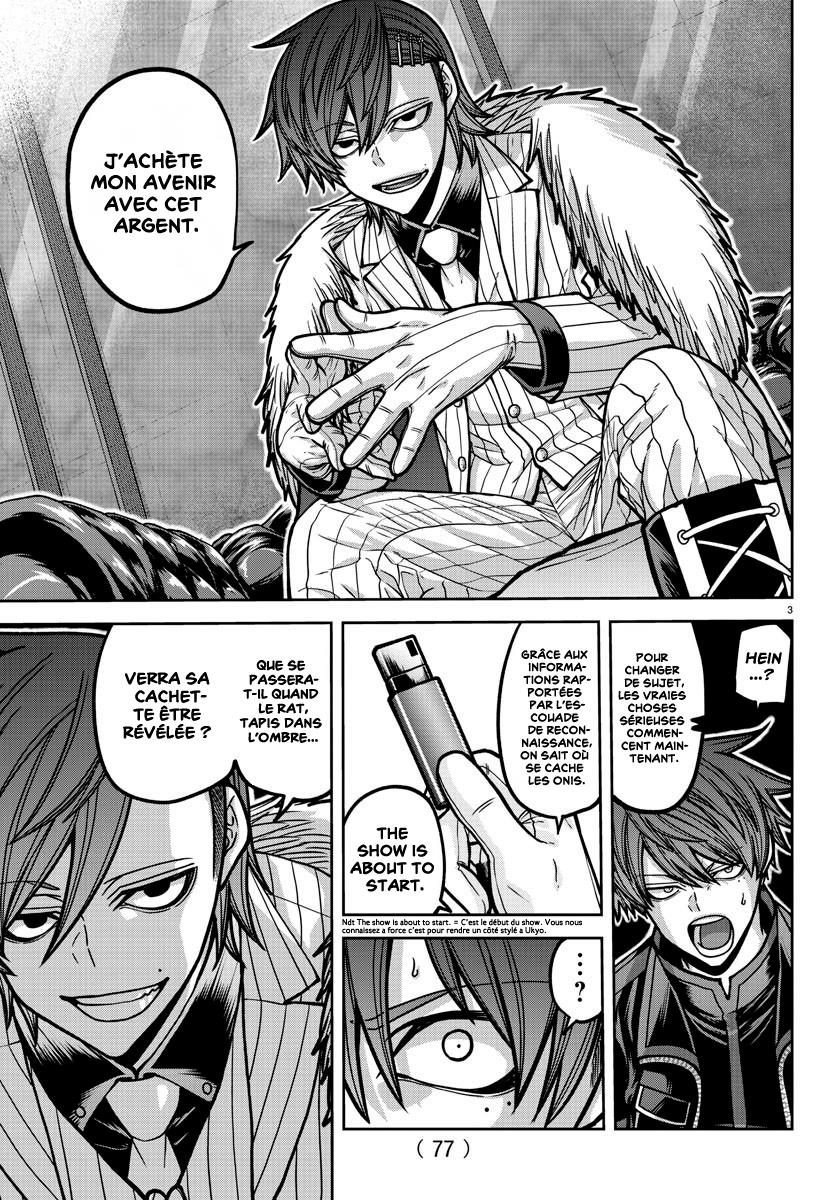 J'ACHÈTE
MON AVENIR
AVEC CET
ARGENT.
3
HEIN
...?
POUR
CHANGER
DE SUJET,
LES VRAIES
CHOSES
SÉRIEUSES
COMMEN-
CENT MAIN-
TENANT.
GRÂCE AUX
INFORMA-
TIONS RAP-
PORTÉES
PAR L'ES-
COUADE
DE RECON-
NAISSANCE,
ON SAIT OÙ
SE CACHE
LES ONIS.
THE
SHOW IS
ABOUT TO
START.
Ndt The show is about to start. = C'est le début du show. Vous nous
connaissez a force c'est pour rendre un côté stylé a Ukyo.
...?
QUE SE
PASSERA-
T-IL QUAND
LE RAT,
TAPIS DANS
L'OMBRE...
VERRA SA
CACHET-
TE ÊTRE
RÉVÉLÉE ?
( 77 )